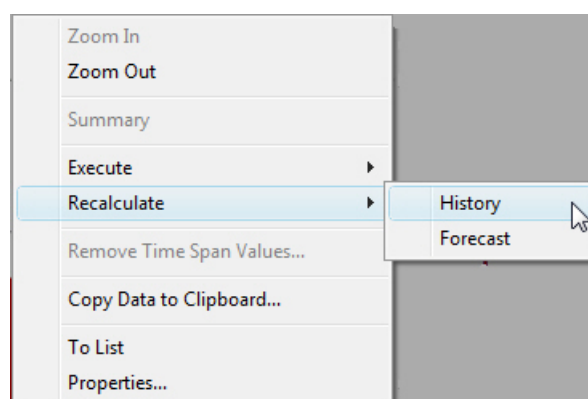 Zoom In
Zoom Out
Summary
Execute
Recalculate
History
Forecast
Remove Time Span Values...
Copy Data to Clipboard...
To List
Properties...